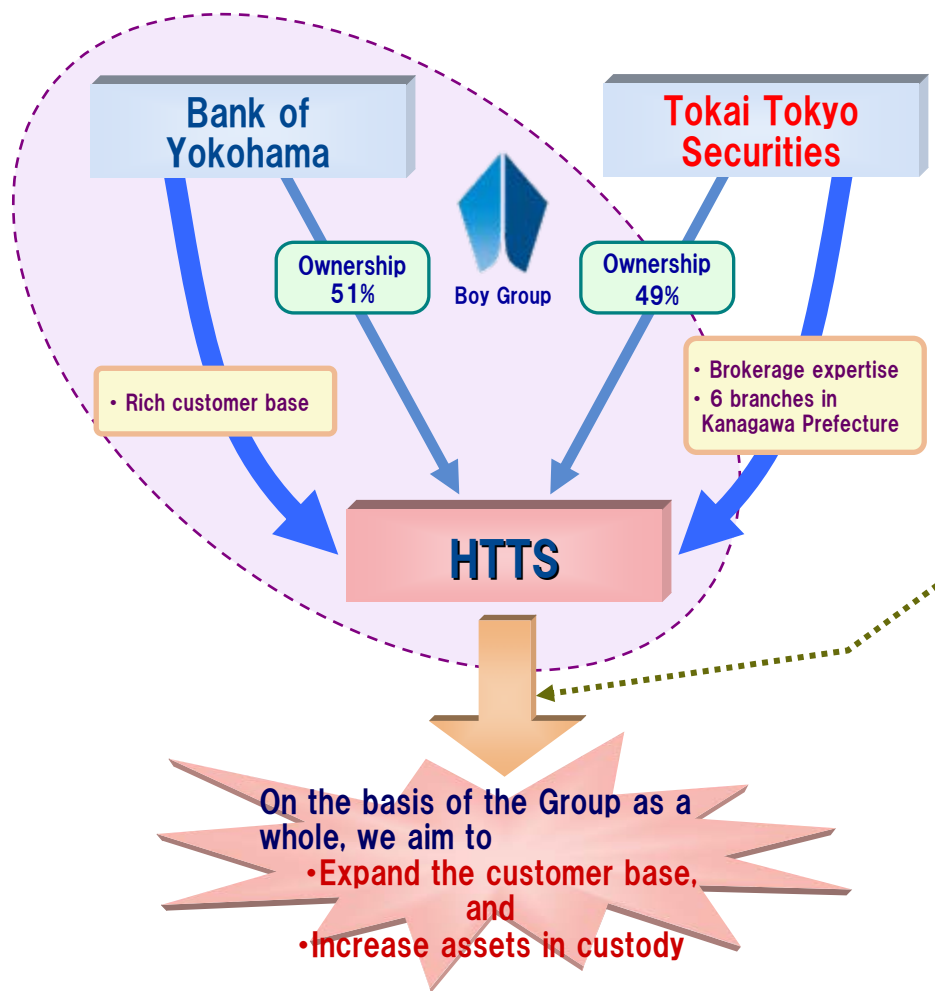 Bank of
Yokohama
Tokai Tokyo
Securities
Ownership
51%
Boy Group
Ownership
49%
• Rich customer base
• Brokerage expertise
• 6 branches in
Kanagawa Prefecture
HTTS
On the basis of the Group as a
whole, we aim to
•Expand the customer base,
and
•Increase assets in custody